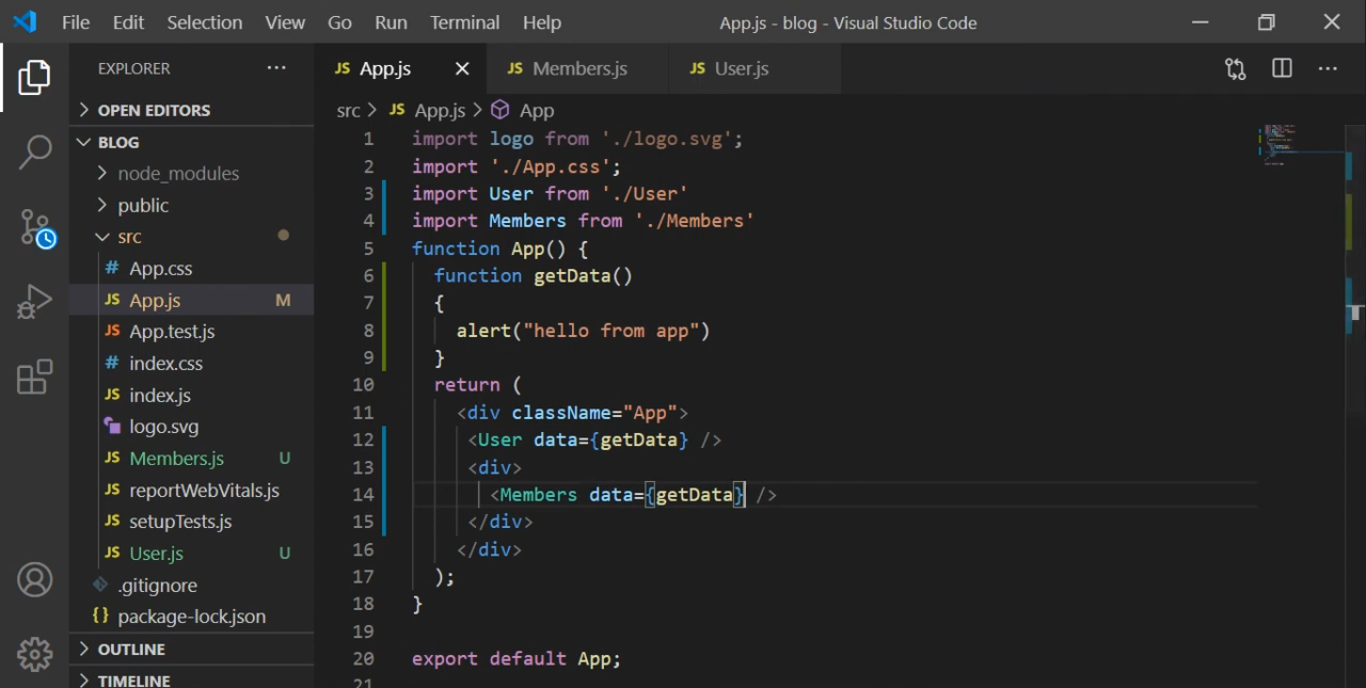 File Edit Selection View Go Run Terminal Help App.js - blog - Visual Studio Code
EXPLORER
OPEN EDITORS
BLOG
node_modules
public
src
# App.css
JS App.js M
JS App.test.js
# index.css
JS index.js
logo.svg
JS Members.js U
JS reportWebVitals.js
JS setupTests.js
JS User.js U
.gitignore
{} package-lock.json
OUTLINE
TIMELINE
JS App.js JS Members.js JS User.js
src > JS App.js > App
1 import logo from './logo.svg';
2 import './App.css';
3 import User from './User'
4 import Members from './Members'
5 function App() {
6 function getData()
7 {
8 alert("hello from app")
9 }
10 return (
11 <div className="App">
12 <User data={getData} />
13 <div>
14 <Members data={getData} />
15 </div>
16 </div>
17 );
18 }
19
20 export default App;
21